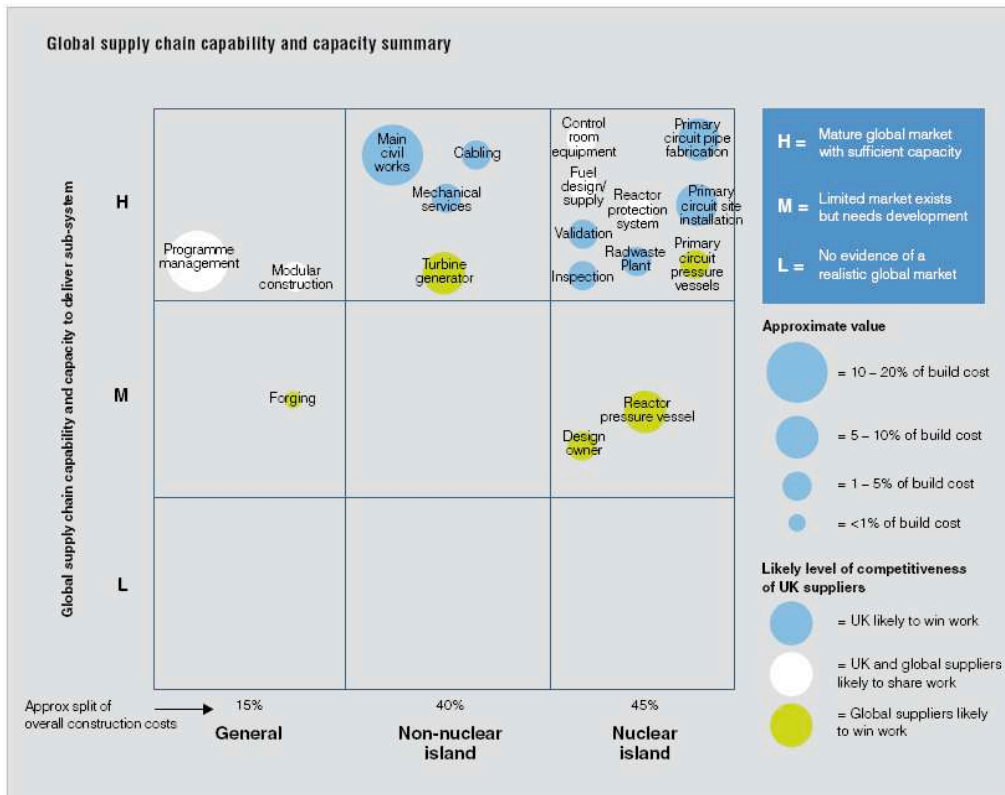 Global supply chain capability and capacity summary
Global supply chain capability and capacity to deliver sub-system
H
M
L
Main
civil
works
Cabling
Mechanical
services
Programme
management
Modular
construction
Turbine
generator
Control
room
equipment
Primary
circuit pipe
fabrication
Fuel
design/
supply
Reactor
protection
system
Primary
circuit site
installation
Validation
Radwaste
Plant
Inspection
Primary
circuit
pressure
vessels
Forging
Reactor
pressure vessel
Design
owner
Approx split of
overall construction costs
15%
40%
45%
General
Non-nuclear
island
Nuclear
island
H = Mature global market
with sufficient capacity
M = Limited market exists
but needs development
L = No evidence of a
realistic global market
Approximate value
= 10 – 20% of build cost
= 5 – 10% of build cost
= 1 – 5% of build cost
= <1% of build cost
Likely level of competitiveness
of UK suppliers
= UK likely to win work
= UK and global suppliers
likely to share work
= Global suppliers likely
to win work